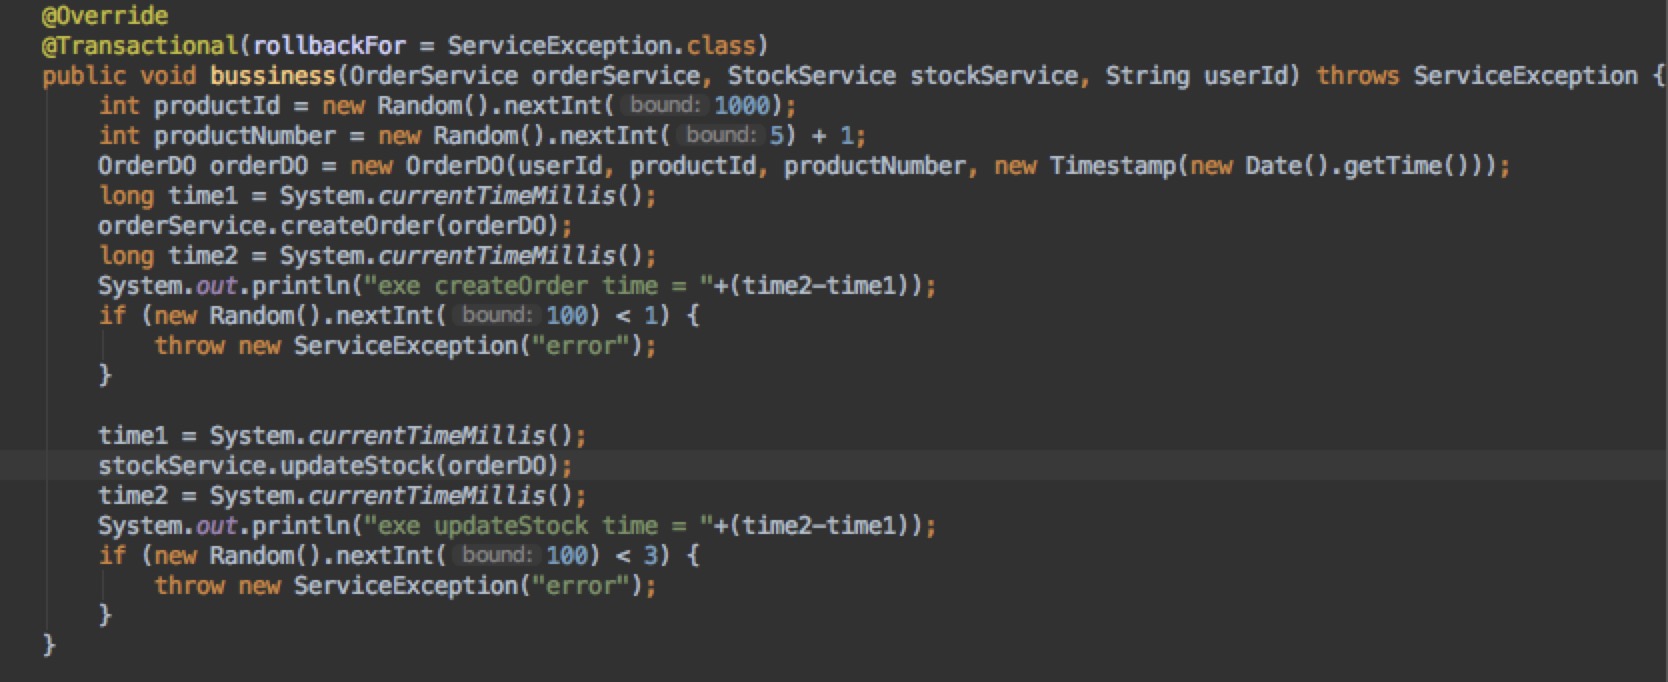 @Override
@Transactional(rollbackFor = ServiceException.class)
public void bussiness(OrderService orderService, StockService stockService, String userId) throws ServiceException {
    int productId = new Random().nextInt( bound: 1000);
    int productNumber = new Random().nextInt( bound: 5) + 1;
    OrderDO orderDO = new OrderDO(userId, productId, productNumber, new Timestamp(new Date().getTime()));
    long time1 = System.currentTimeMillis();
    orderService.createOrder(orderDO);
    long time2 = System.currentTimeMillis();
    System.out.println("exe createOrder time = "+(time2-time1));
    if (new Random().nextInt( bound: 100) < 1) {
        throw new ServiceException("error");
    }
    time1 = System.currentTimeMillis();
    stockService.updateStock(orderDO);
    time2 = System.currentTimeMillis();
    System.out.println("exe updateStock time = "+(time2-time1));
    if (new Random().nextInt( bound: 100) < 3) {
        throw new ServiceException("error");
    }
}